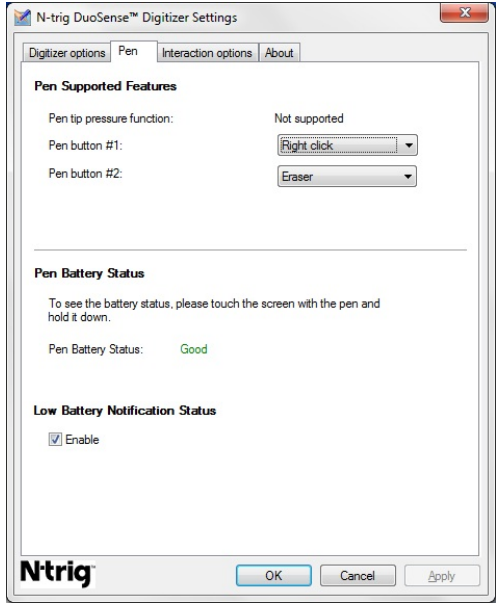 N-trig DuoSense™ Digitizer Settings
Digitizer options Pen Interaction options About
Pen Supported Features
Pen tip pressure function: Not supported
Pen button #1: Right click
Pen button #2: Eraser
Pen Battery Status
To see the battery status, please touch the screen with the pen and
hold it down.
Pen Battery Status: Good
Low Battery Notification Status
Enable
N-trig™
OK Cancel Apply